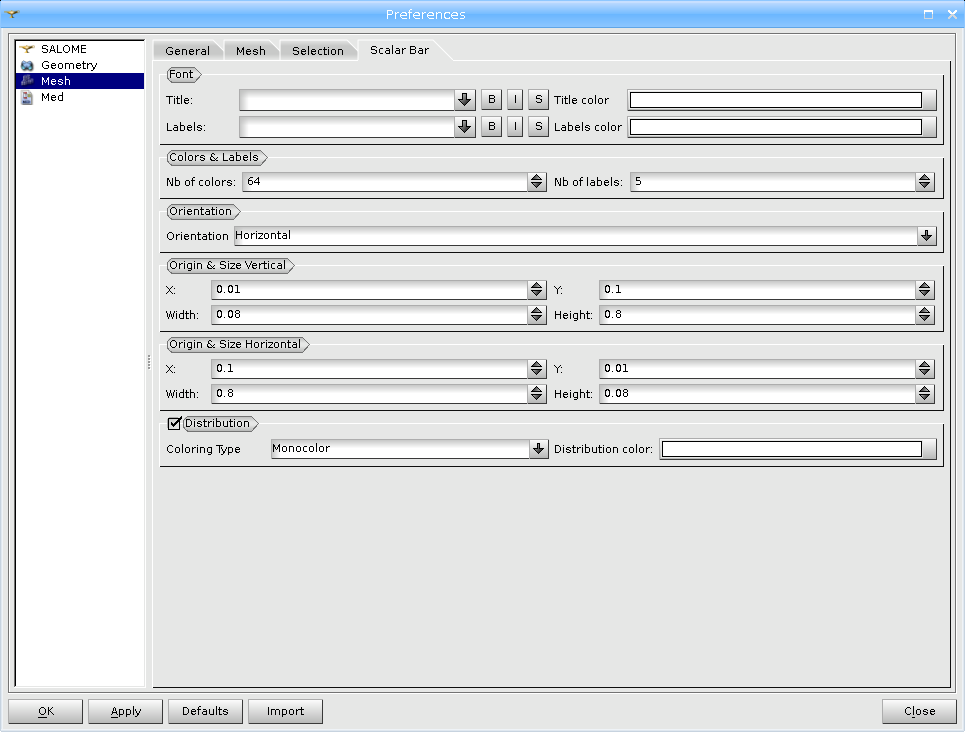 Preferences
SALOME
Geometry
Mesh
Med
General Mesh Selection Scalar Bar
Font
Title: B I S Title color
Labels: B I S Labels color
Colors & Labels
Nb of colors: 64 Nb of labels: 5
Orientation
Orientation Horizontal
Origin & Size Vertical
X: 0.01 Y: 0.1
Width: 0.08 Height: 0.8
Origin & Size Horizontal
X: 0.1 Y: 0.01
Width: 0.8 Height: 0.08
Distribution
Coloring Type Monocolor Distribution color:
OK Apply Defaults Import Close